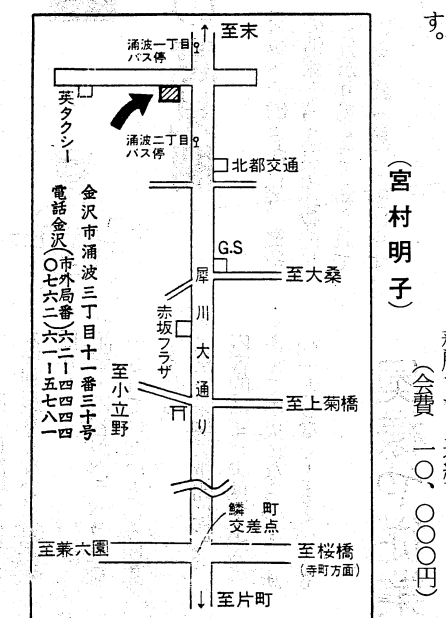 す。
(宮村明子)
(会費 一〇、〇〇〇円)
至末
涌波一丁目
バス停
英タクシー
涌波二丁目
バス停
北都交通
G.S
至大桑
犀川大通り
赤坂プラザ
至小立野
至上菊橋
鱗町
交差点
至兼六園
至桜橋
(寺町方面)
至片町
金沢市涌波三丁目十一番三十号
電話金沢(市外局番)六二ー四四四四
(〇七六二)六一ー五七八一